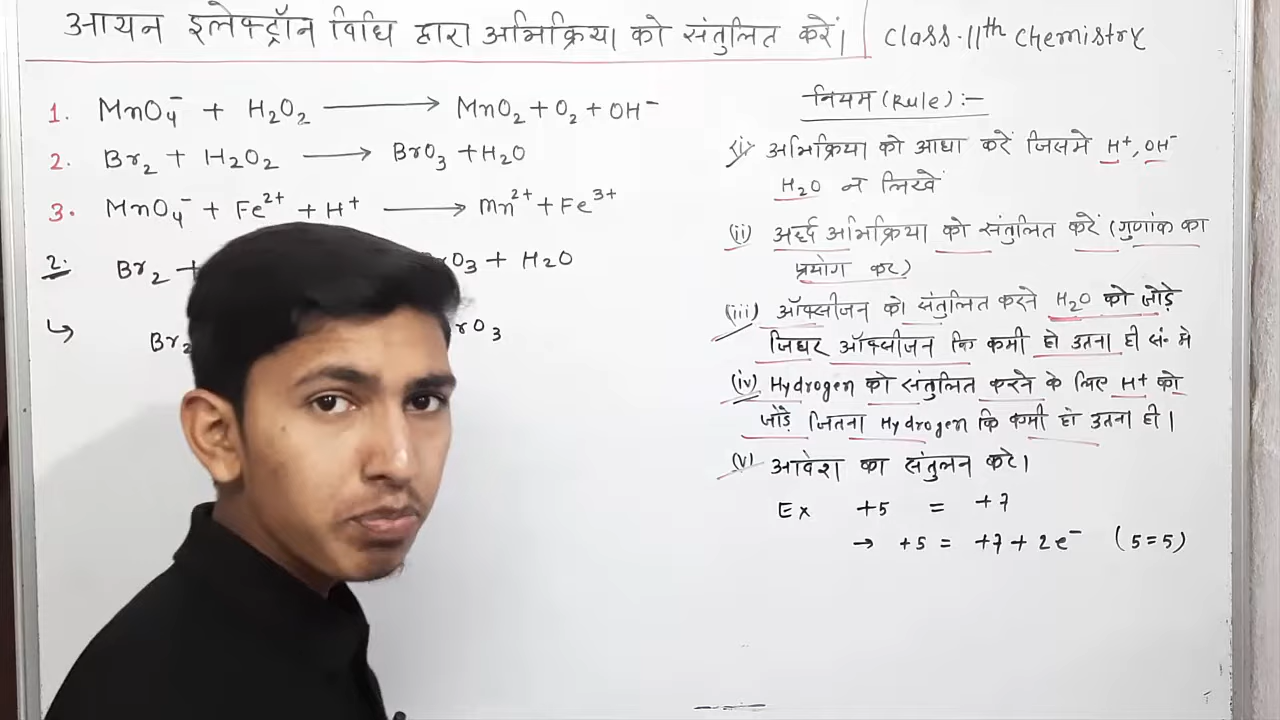 आयन इलेक्ट्रॉन विधि द्वारा अभिक्रिया को संतुलित करें। Class-11th Chemistry
1. MnO₄⁻ + H₂O₂ → MnO₂ + O₂ + OH⁻
2. Br₂ + H₂O₂ → BrO₃ + H₂O
3. MnO₄⁻ + Fe²⁺ + H⁺ → Mn²⁺ + Fe³⁺
2. Br₂ + rO₃ + H₂O
↳ Br₂ rO₃
नियम (Rule) :-
(i) अभिक्रिया को आधा करें जिसमे H⁺, OH⁻
H₂O न लिखें
(ii) अर्द्ध अभिक्रिया को संतुलित करें (गुणांक का
प्रयोग कर)
(iii) ऑक्सीजन को संतुलित करने H₂O को जोड़े
जिधर ऑक्सीजन कि कमी हो उतना ही सं. मे
(iv) Hydrogen को संतुलित करने के लिए H⁺ को
जोड़े जितना Hydrogen कि कमी हो उतना ही।
(v) आवेश का संतुलन करे।
Ex +5 = +7
→ +5 = +7 + 2e⁻ (5=5)